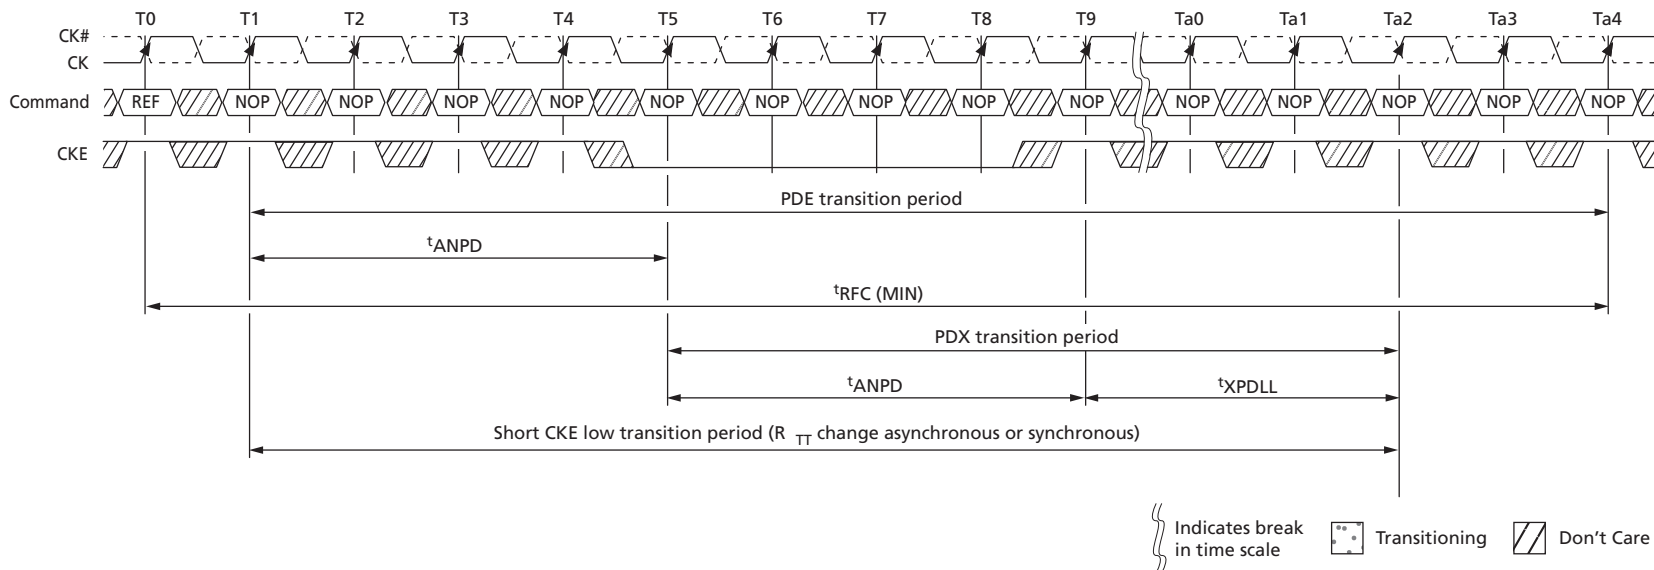 T0 T1 T2 T3 T4 T5 T6 T7 T8 T9 Ta0 Ta1 Ta2 Ta3 Ta4
CK#
CK
Command REF NOP NOP NOP NOP NOP NOP NOP NOP NOP NOP NOP NOP NOP NOP
CKE
PDE transition period
tANPD
tRFC (MIN)
PDX transition period
tANPD tXPDLL
Short CKE low transition period (R TT change asynchronous or synchronous)
Indicates break
in time scale
Transitioning
Don't Care